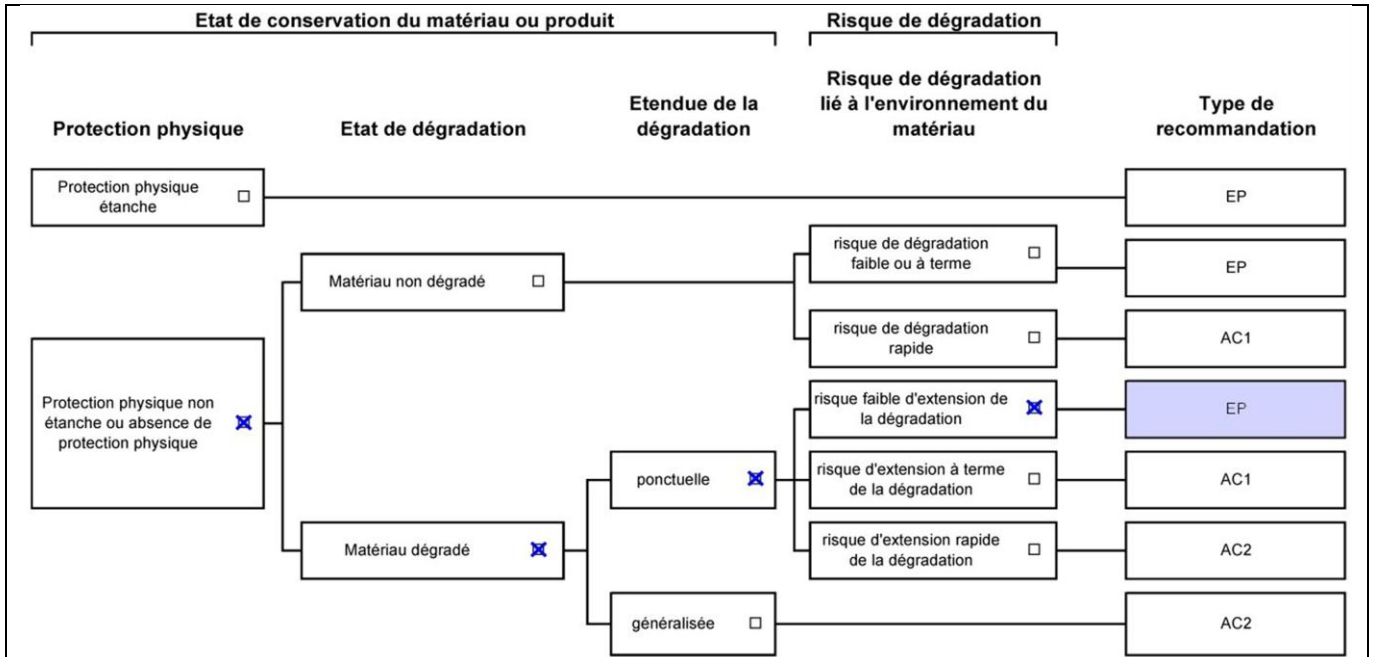 Etat de conservation du matériau ou produit
Risque de dégradation
Protection physique
Etat de dégradation
Etendue de la
dégradation
Risque de dégradation
lié à l'environnement du
matériau
Type de
recommandation
Protection physique
étanche
EP
risque de dégradation
faible ou à terme
EP
Matériau non dégradé
risque de dégradation
rapide
AC1
Protection physique non
étanche ou absence de
protection physique
risque faible d'extension de
la dégradation
EP
ponctuelle
risque d'extension à terme
de la dégradation
AC1
Matériau dégradé
risque d'extension rapide
de la dégradation
AC2
généralisée
AC2